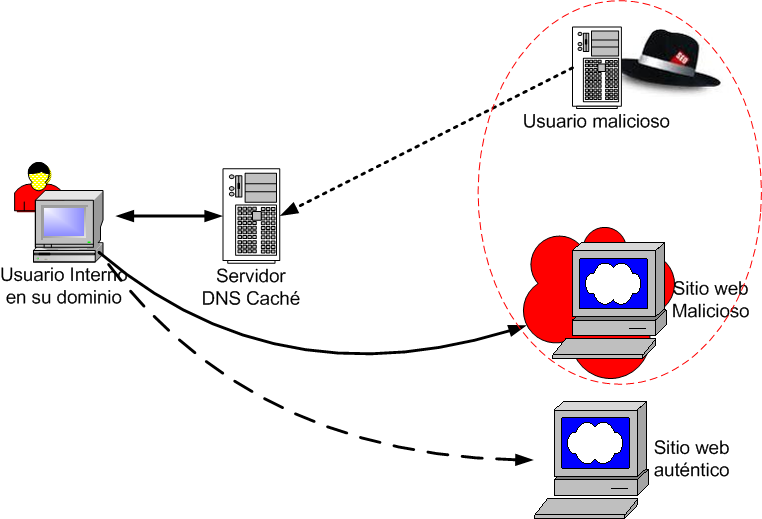 Usuario malicioso
Usuario Interno
en su dominio
Servidor
DNS Caché
Sitio web
Malicioso
Sitio web
auténtico